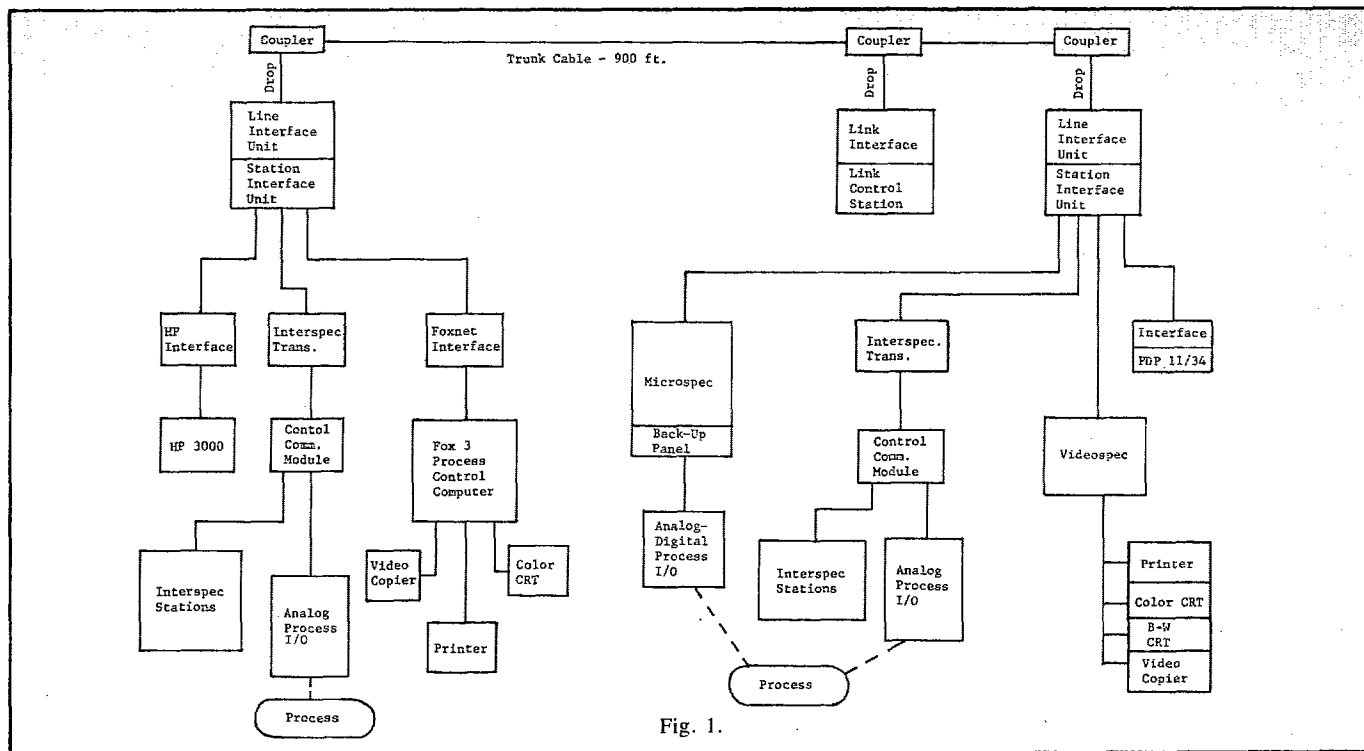 Coupler
Coupler
Coupler
Trunk Cable - 900 ft.
Drop
Drop
Drop
Line
Interface
Unit
Station
Interface
Unit
Link
Interface
Link
Control
Station
Line
Interface
Unit
Station
Interface
Unit
HP
Interface
Interspec.
Trans.
Foxnet
Interface
Microspec
Back-Up
Panel
Interspec.
Trans.
Interface
PDP 11/34
HP 3000
Contol
Comm.
Module
Fox 3
Process
Control
Computer
Control
Comm.
Module
Videospec
Interspec
Stations
Analog
Process
I/O
Video
Copier
Color
CRT
Printer
Analog-
Digital
Process
I/O
Interspec
Stations
Analog
Process
I/O
Printer
Color CRT
B-W
CRT
Video
Copier
Process
Process
Fig. 1.